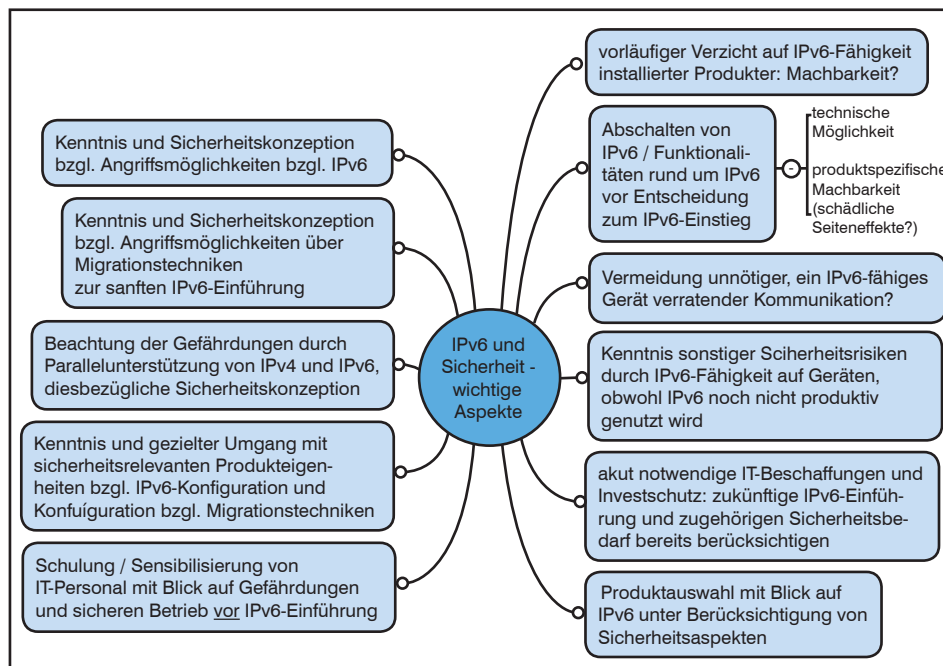 IPv6 und
Sicherheit -
wichtige
Aspekte
Kenntnis und Sicherheitskonzeption
bzgl. Angriffsmöglichkeiten bzgl. IPv6
Kenntnis und Sicherheitskonzeption
bzgl. Angriffsmöglichkeiten über
Migrationstechniken
zur sanften IPv6-Einführung
Beachtung der Gefährdungen durch
Parallelunterstützung von IPv4 und IPv6,
diesbezügliche Sicherheitskonzeption
Kenntnis und gezielter Umgang mit
sicherheitsrelevanten Produkteigen-
heiten bzgl. IPv6-Konfiguration und
Konfuíguration bzgl. Migrationstechniken
Schulung / Sensibilisierung von
IT-Personal mit Blick auf Gefährdungen
und sicheren Betrieb vor IPv6-Einführung
vorläufiger Verzicht auf IPv6-Fähigkeit
installierter Produkter: Machbarkeit?
Abschalten von
IPv6 / Funktionali-
täten rund um IPv6
vor Entscheidung
zum IPv6-Einstieg
-
technische
Möglichkeit
produktspezifische
Machbarkeit
(schädliche
Seiteneffekte?)
Vermeidung unnötiger, ein IPv6-fähiges
Gerät verratender Kommunikation?
Kenntnis sonstiger Sciherheitsrisiken
durch IPv6-Fähigkeit auf Geräten,
obwohl IPv6 noch nicht produktiv
genutzt wird
akut notwendige IT-Beschaffungen und
Investschutz: zukünftige IPv6-Einfüh-
rung und zugehörigen Sicherheitsbe-
darf bereits berücksichtigen
Produktauswahl mit Blick auf
IPv6 unter Berücksichtigung von
Sicherheitsaspekten